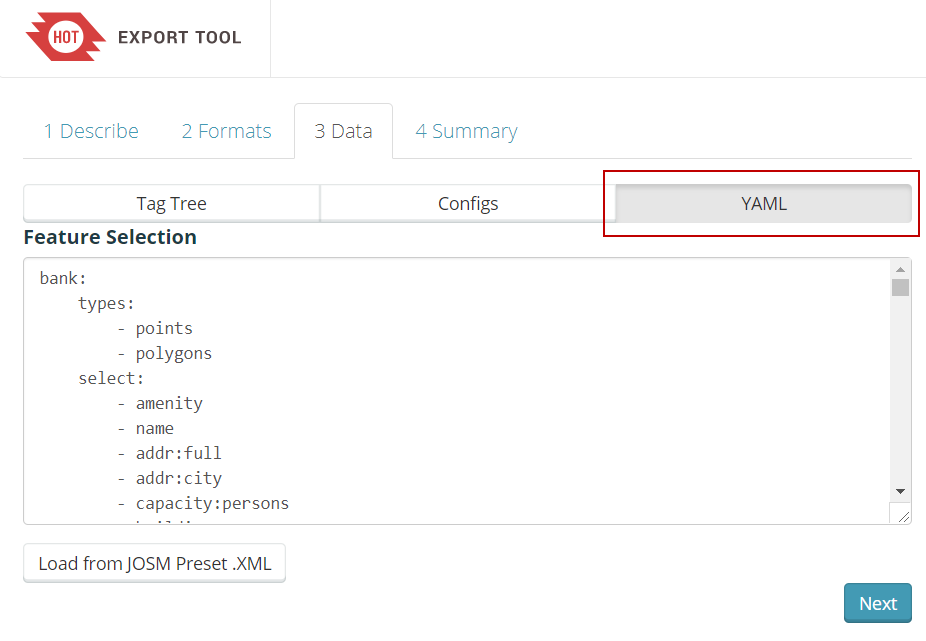 HOT EXPORT TOOL
1 Describe 2 Formats 3 Data 4 Summary
Tag Tree Configs YAML
Feature Selection
bank:
types:
- points
- polygons
select:
- amenity
- name
- addr:full
- addr:city
- capacity:persons
Load from JOSM Preset .XML
Next